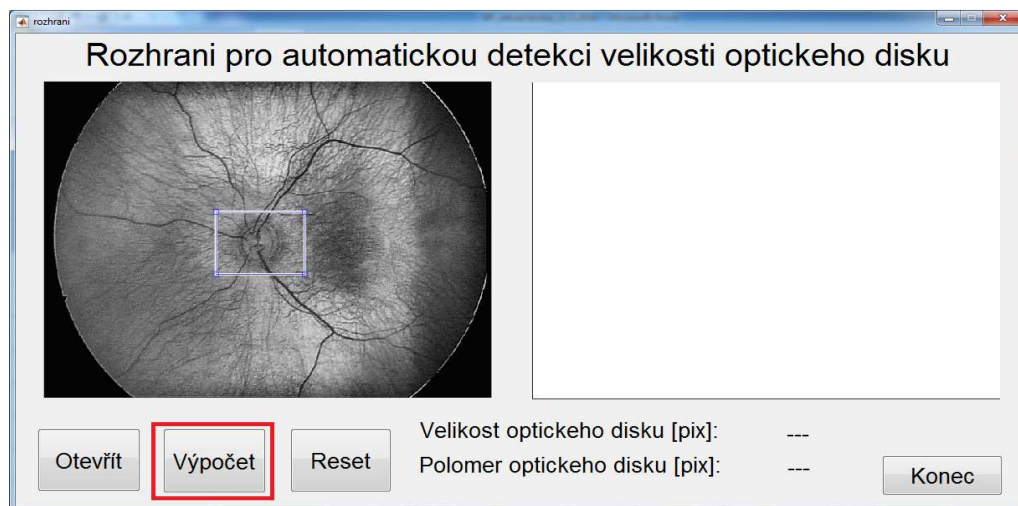 rozhrani
Rozhrani pro automatickou detekci velikosti optickeho disku
Otevřít
Výpočet
Reset
Velikost optickeho disku [pix]: ---
Polomer optickeho disku [pix]: ---
Konec